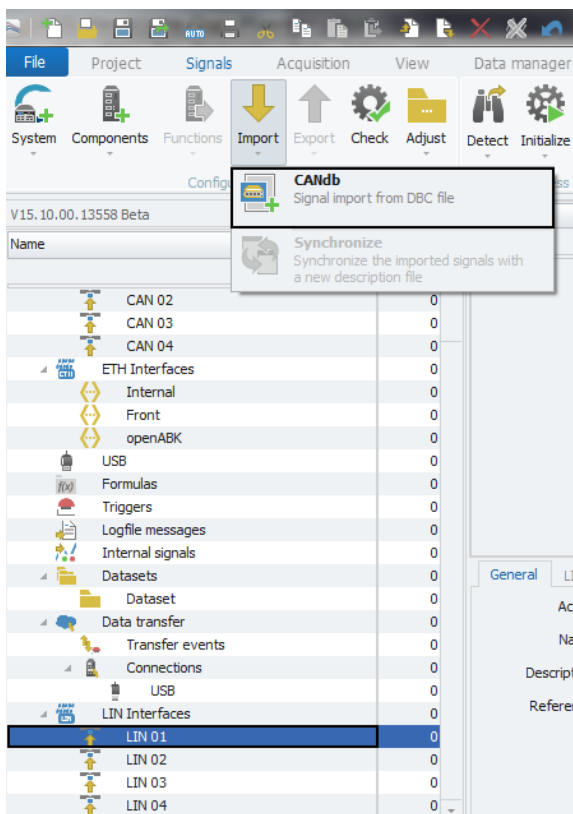 AUTO
File Project Signals Acquisition View Data manager
System Components Functions Import Export Check Adjust Detect Initialize
CANdb
Signal import from DBC file
V15.10.00.13558 Beta
Synchronize
Synchronize the imported signals with
a new description file
Name
CAN 02 0
CAN 03 0
CAN 04 0
ETH Interfaces 0
Internal 0
Front 0
openABK 0
USB 0
f(x) Formulas 0
Triggers 0
Logfile messages 0
Internal signals 0
Datasets 0
General
Dataset 0
Data transfer 0
Transfer events 0
Connections 0
USB 0
LIN LIN Interfaces 0
LIN 01 0
LIN 02 0
LIN 03 0
LIN 04 0